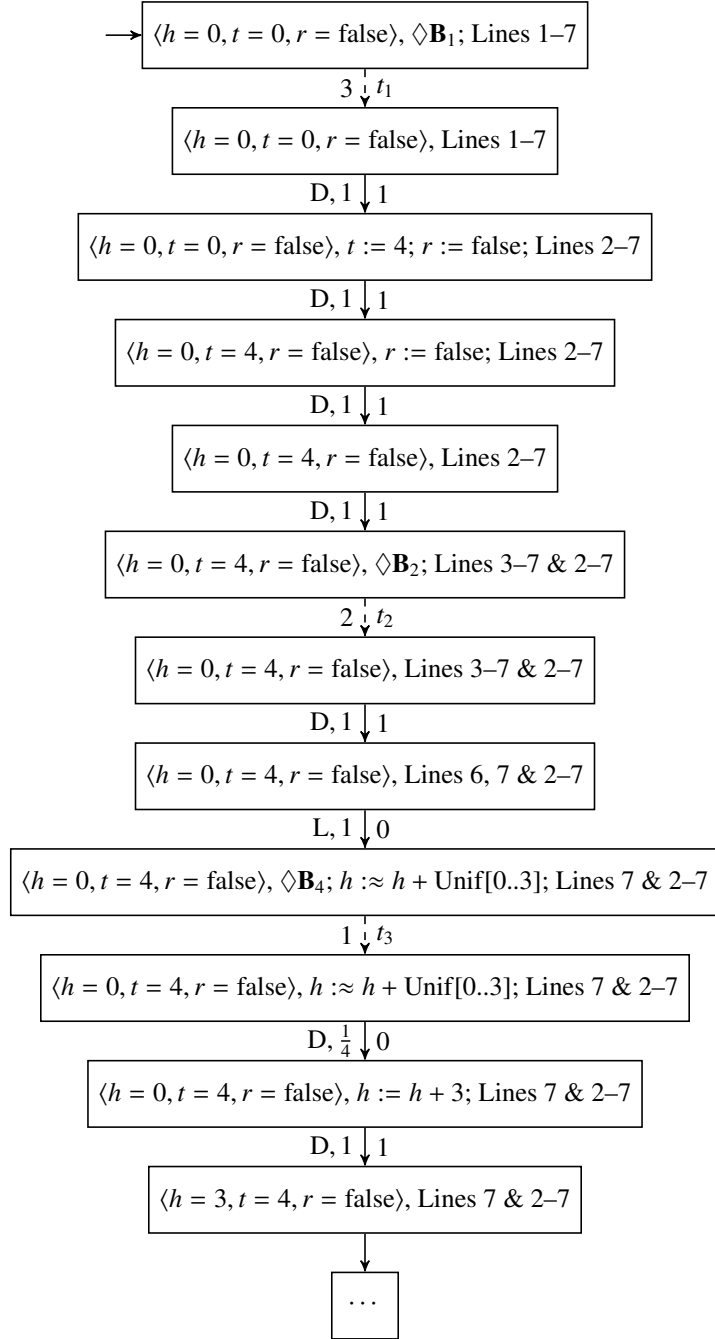 ⟨h = 0, t = 0, r = false⟩, ◇𝐁₁; Lines 1–7
3 t₁
⟨h = 0, t = 0, r = false⟩, Lines 1–7
D, 1 1
⟨h = 0, t = 0, r = false⟩, t := 4; r := false; Lines 2–7
D, 1 1
⟨h = 0, t = 4, r = false⟩, r := false; Lines 2–7
D, 1 1
⟨h = 0, t = 4, r = false⟩, Lines 2–7
D, 1 1
⟨h = 0, t = 4, r = false⟩, ◇𝐁₂; Lines 3–7 & 2–7
2 t₂
⟨h = 0, t = 4, r = false⟩, Lines 3–7 & 2–7
D, 1 1
⟨h = 0, t = 4, r = false⟩, Lines 6, 7 & 2–7
L, 1 0
⟨h = 0, t = 4, r = false⟩, ◇𝐁₄; h :≈ h + Unif[0..3]; Lines 7 & 2–7
1 t₃
⟨h = 0, t = 4, r = false⟩, h :≈ h + Unif[0..3]; Lines 7 & 2–7
D, 1/4 0
⟨h = 0, t = 4, r = false⟩, h := h + 3; Lines 7 & 2–7
D, 1 1
⟨h = 3, t = 4, r = false⟩, Lines 7 & 2–7
⋯